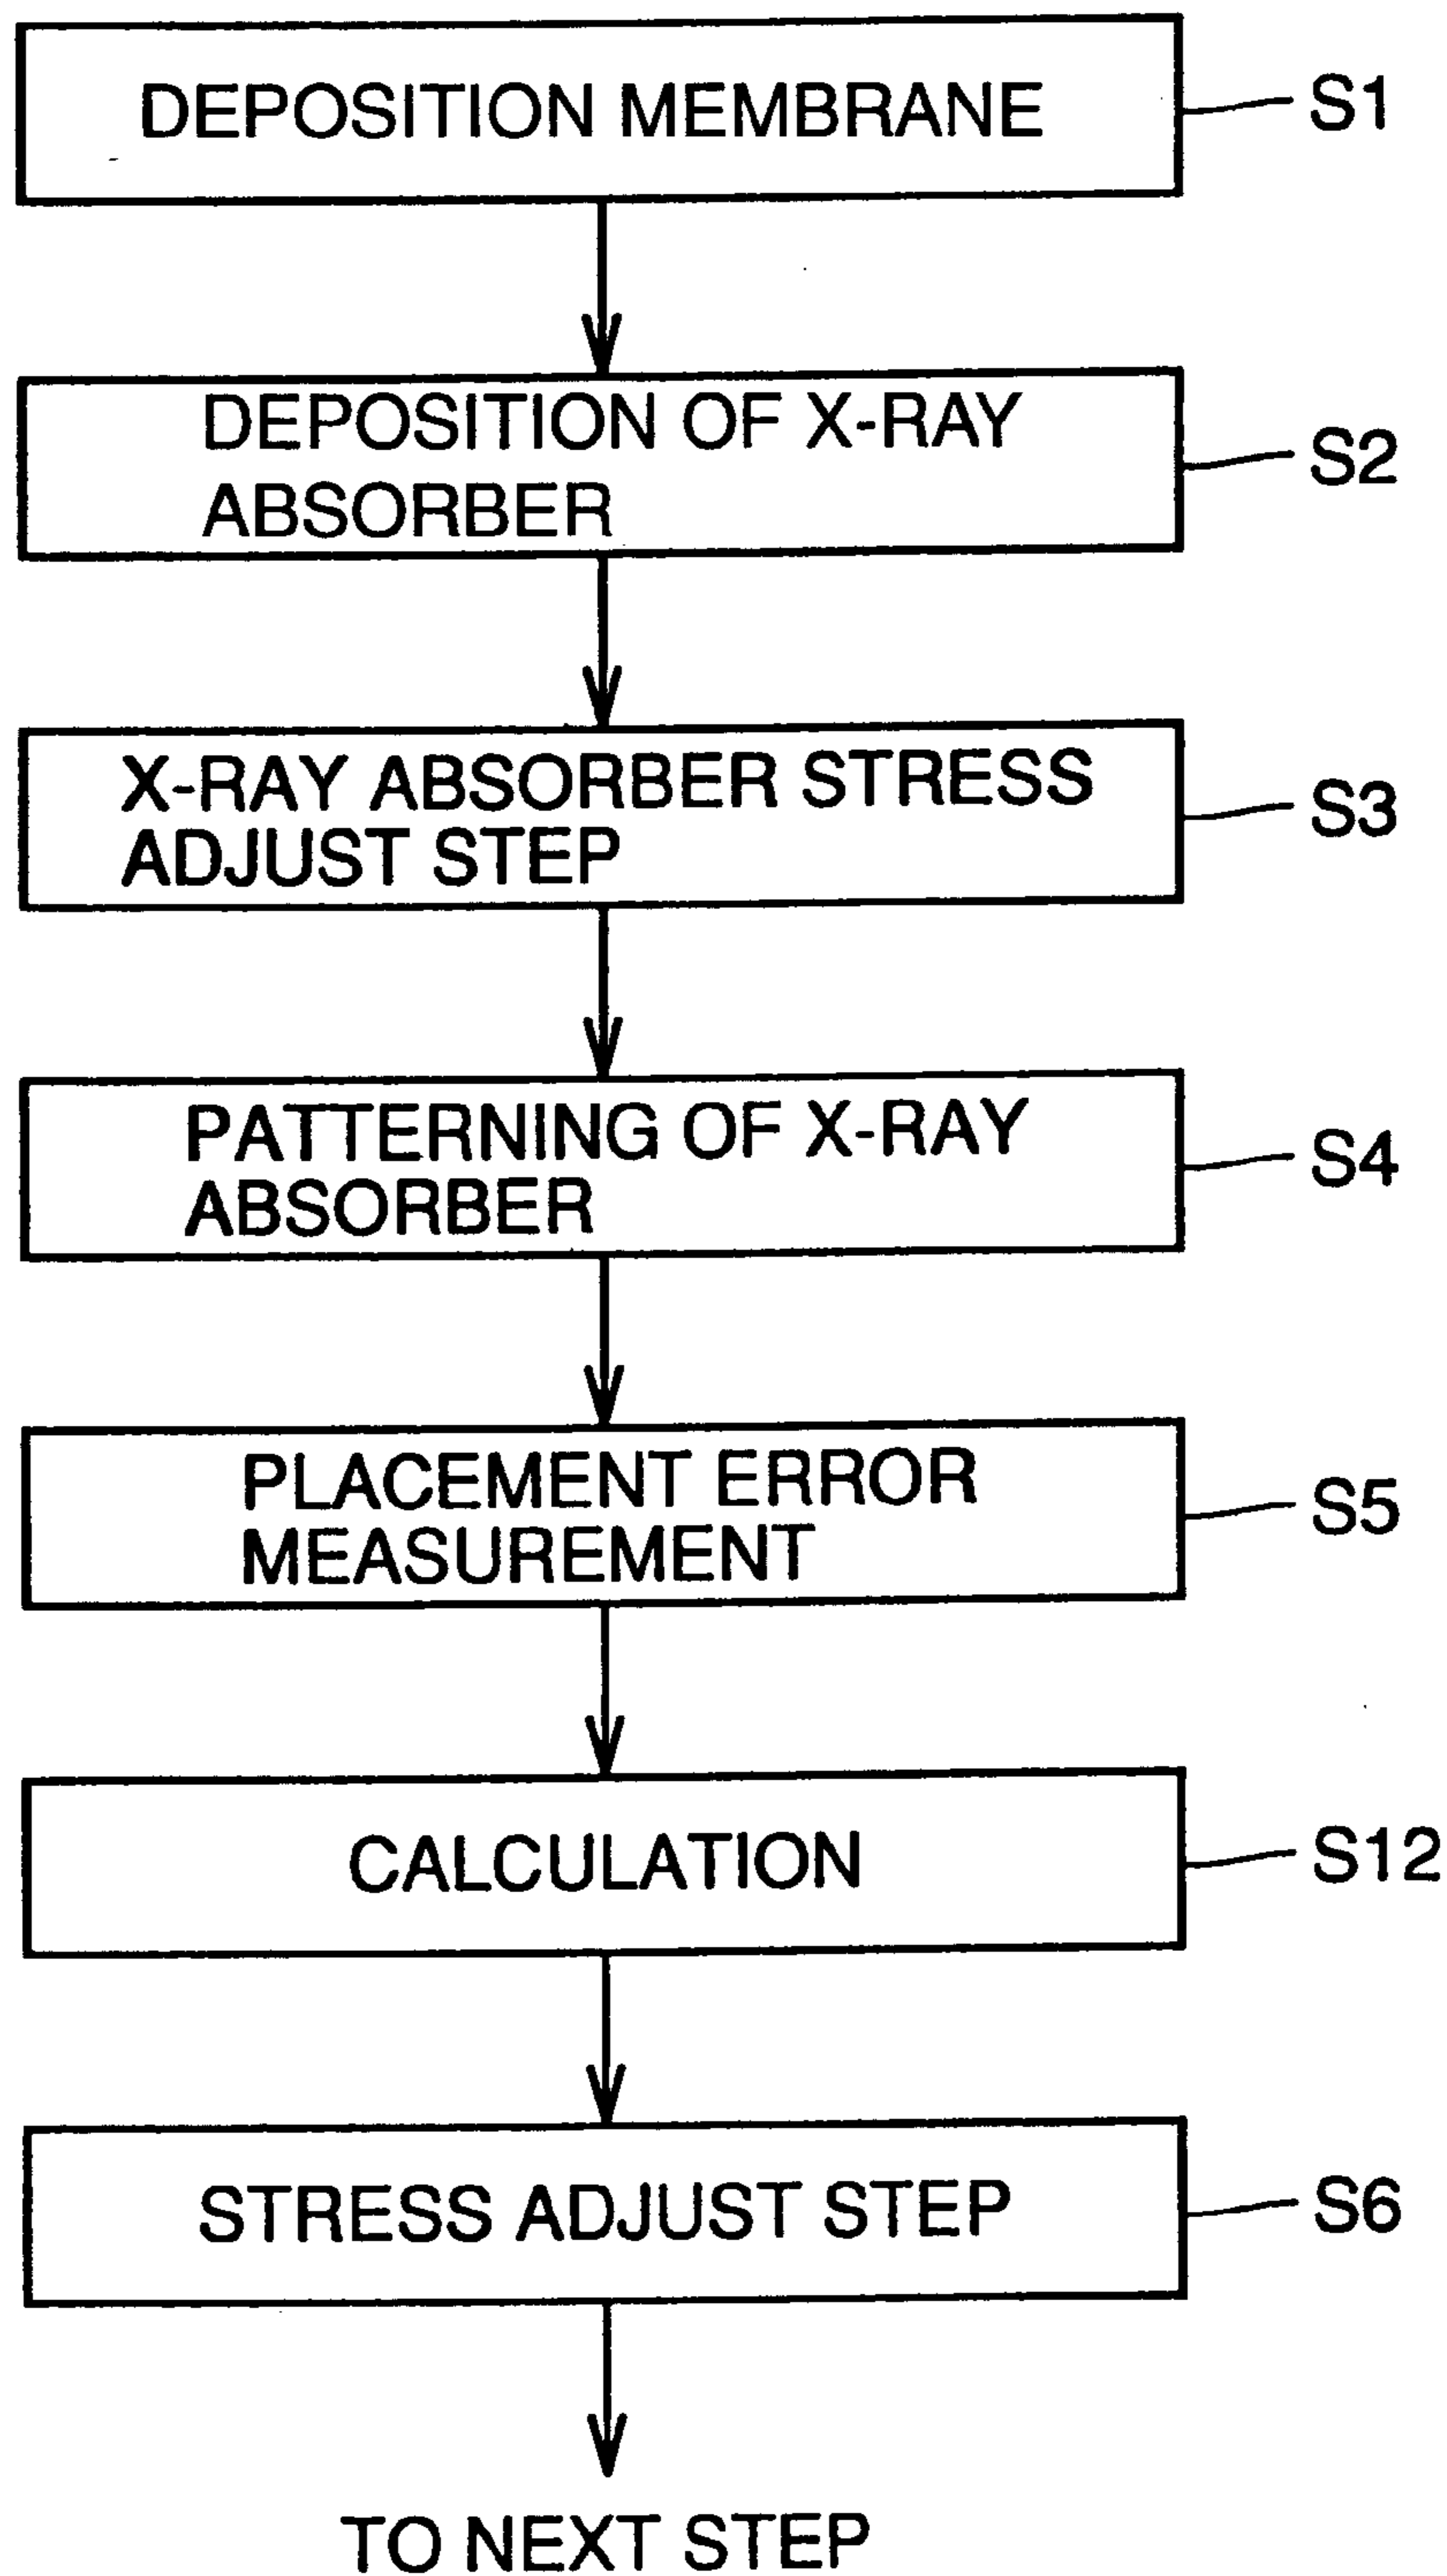 DEPOSITION MEMBRANE
S1
DEPOSITION OF X-RAY
ABSORBER
S2
X-RAY ABSORBER STRESS
ADJUST STEP
S3
PATTERNING OF X-RAY
ABSORBER
S4
PLACEMENT ERROR
MEASUREMENT
S5
CALCULATION
S12
STRESS ADJUST STEP
S6
TO NEXT STEP